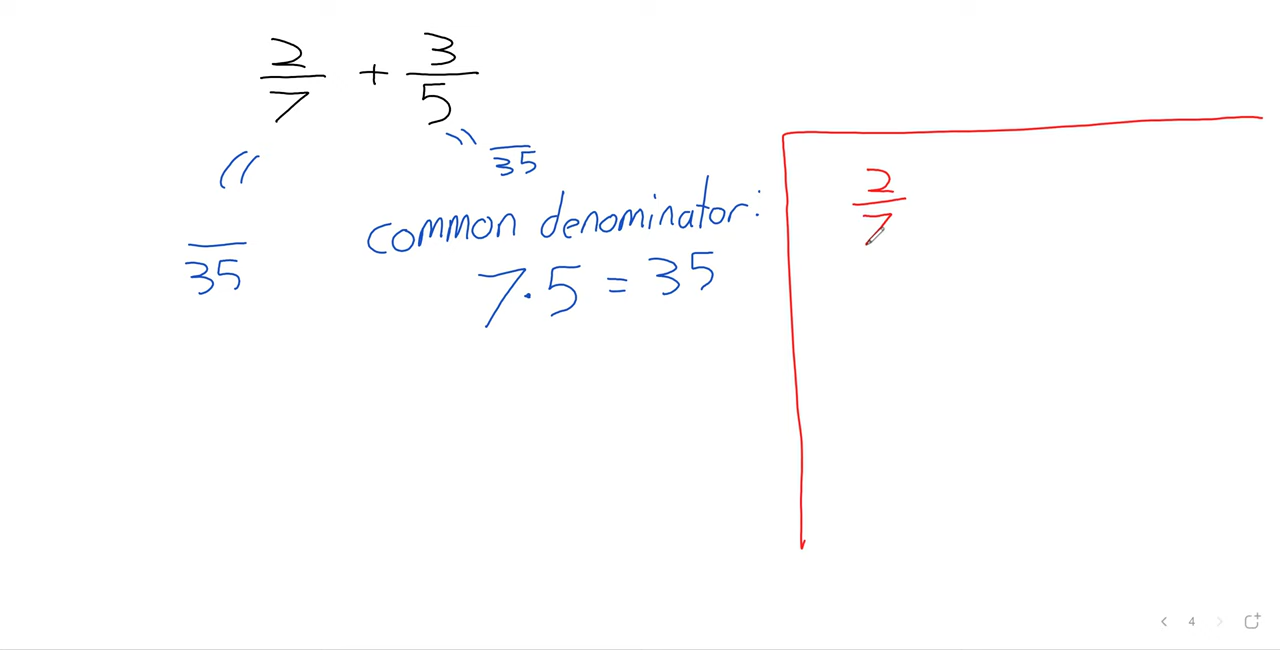 2/7 + 3/5
/35
common denominator:
/35
7·5 = 35
2/7
4